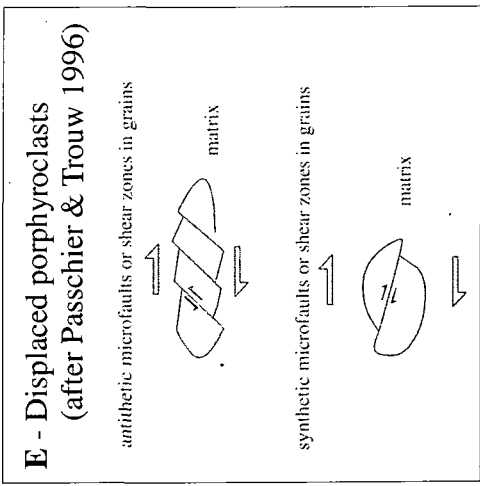 E - Displaced porphyroclasts
(after Passchier & Trouw 1996)
antithetic microfaults or shear zones in grains
matrix
synthetic microfaults or shear zones in grains
matrix